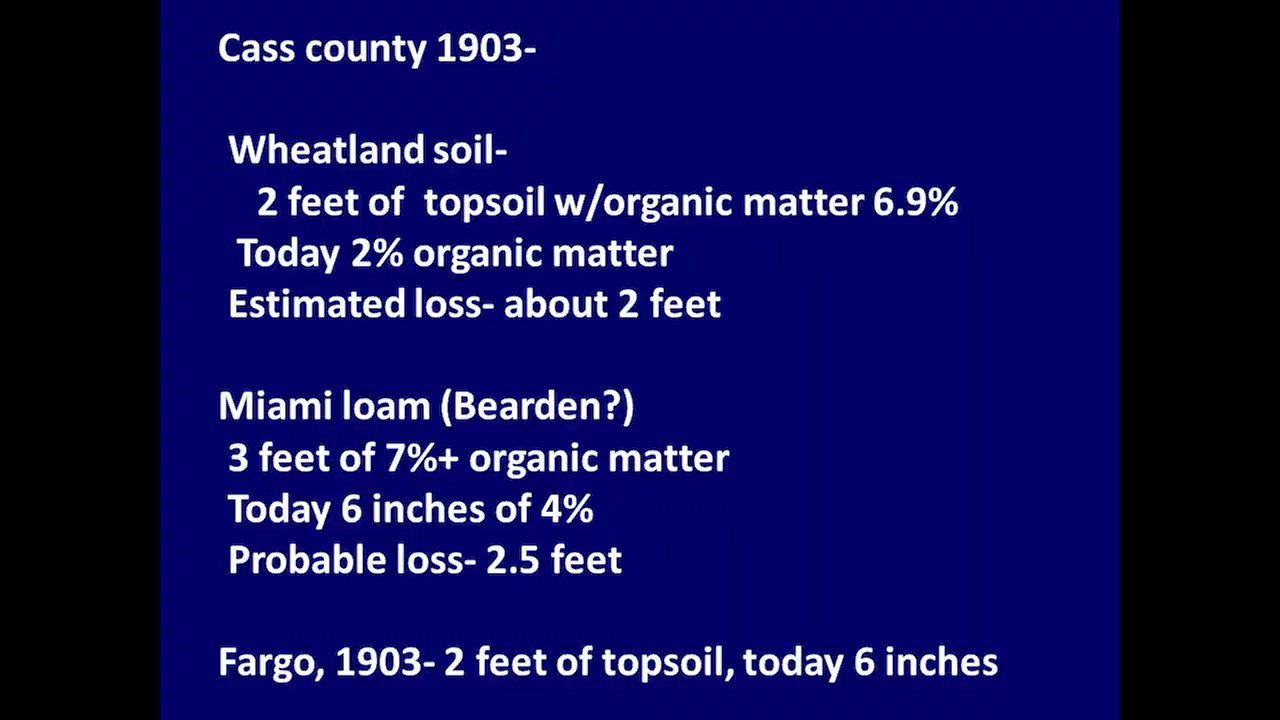 Cass county 1903-
Wheatland soil-
2 feet of topsoil w/organic matter 6.9%
Today 2% organic matter
Estimated loss- about 2 feet
Miami loam (Bearden?)
3 feet of 7%+ organic matter
Today 6 inches of 4%
Probable loss- 2.5 feet
Fargo, 1903- 2 feet of topsoil, today 6 inches